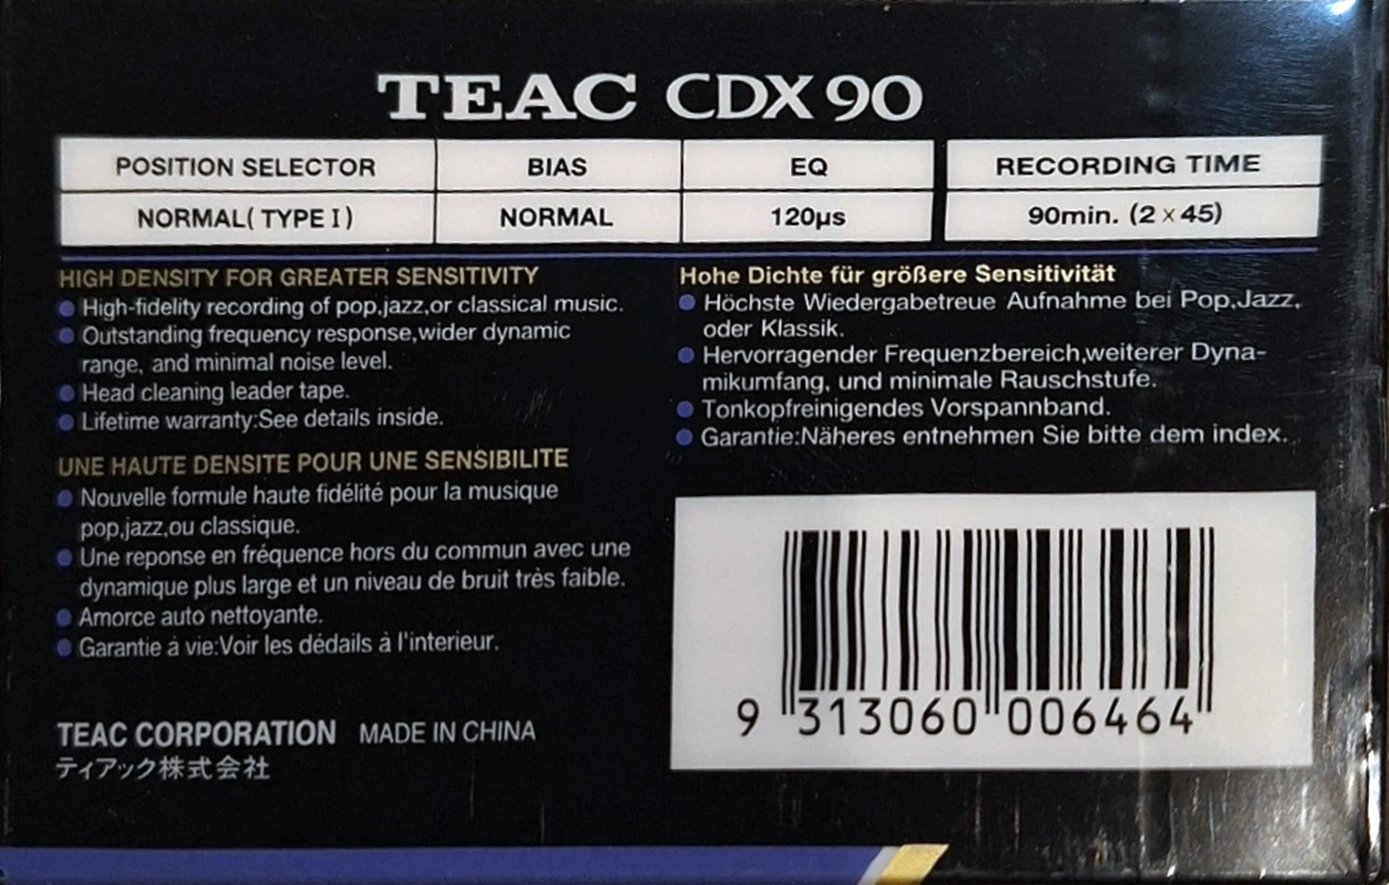 TEAC CDX 90
POSITION SELECTOR BIAS EQ RECORDING TIME
NORMAL( TYPE I ) NORMAL 120µs 90min. (2 × 45)
HIGH DENSITY FOR GREATER SENSITIVITY
● High-fidelity recording of pop,jazz,or classical music.
● Outstanding frequency response,wider dynamic
range, and minimal noise level.
● Head cleaning leader tape.
● Lifetime warranty:See details inside.
UNE HAUTE DENSITE POUR UNE SENSIBILITE
● Nouvelle formule haute fidélité pour la musique
pop,jazz,ou classique.
● Une reponse en fréquence hors du commun avec une
dynamique plus large et un niveau de bruit très faible.
● Amorce auto nettoyante.
● Garantie à vie:Voir les dédails à l'interieur.
Hohe Dichte für größere Sensitivität
● Höchste Wiedergabetreue Aufnahme bei Pop,Jazz,
oder Klassik.
● Hervorragender Frequenzbereich,weiterer Dyna-
mikumfang, und minimale Rauschstufe.
● Tonkopfreinigendes Vorspannband.
● Garantie:Näheres entnehmen Sie bitte dem index.
9 313060 006464
TEAC CORPORATION MADE IN CHINA
ティアック株式会社